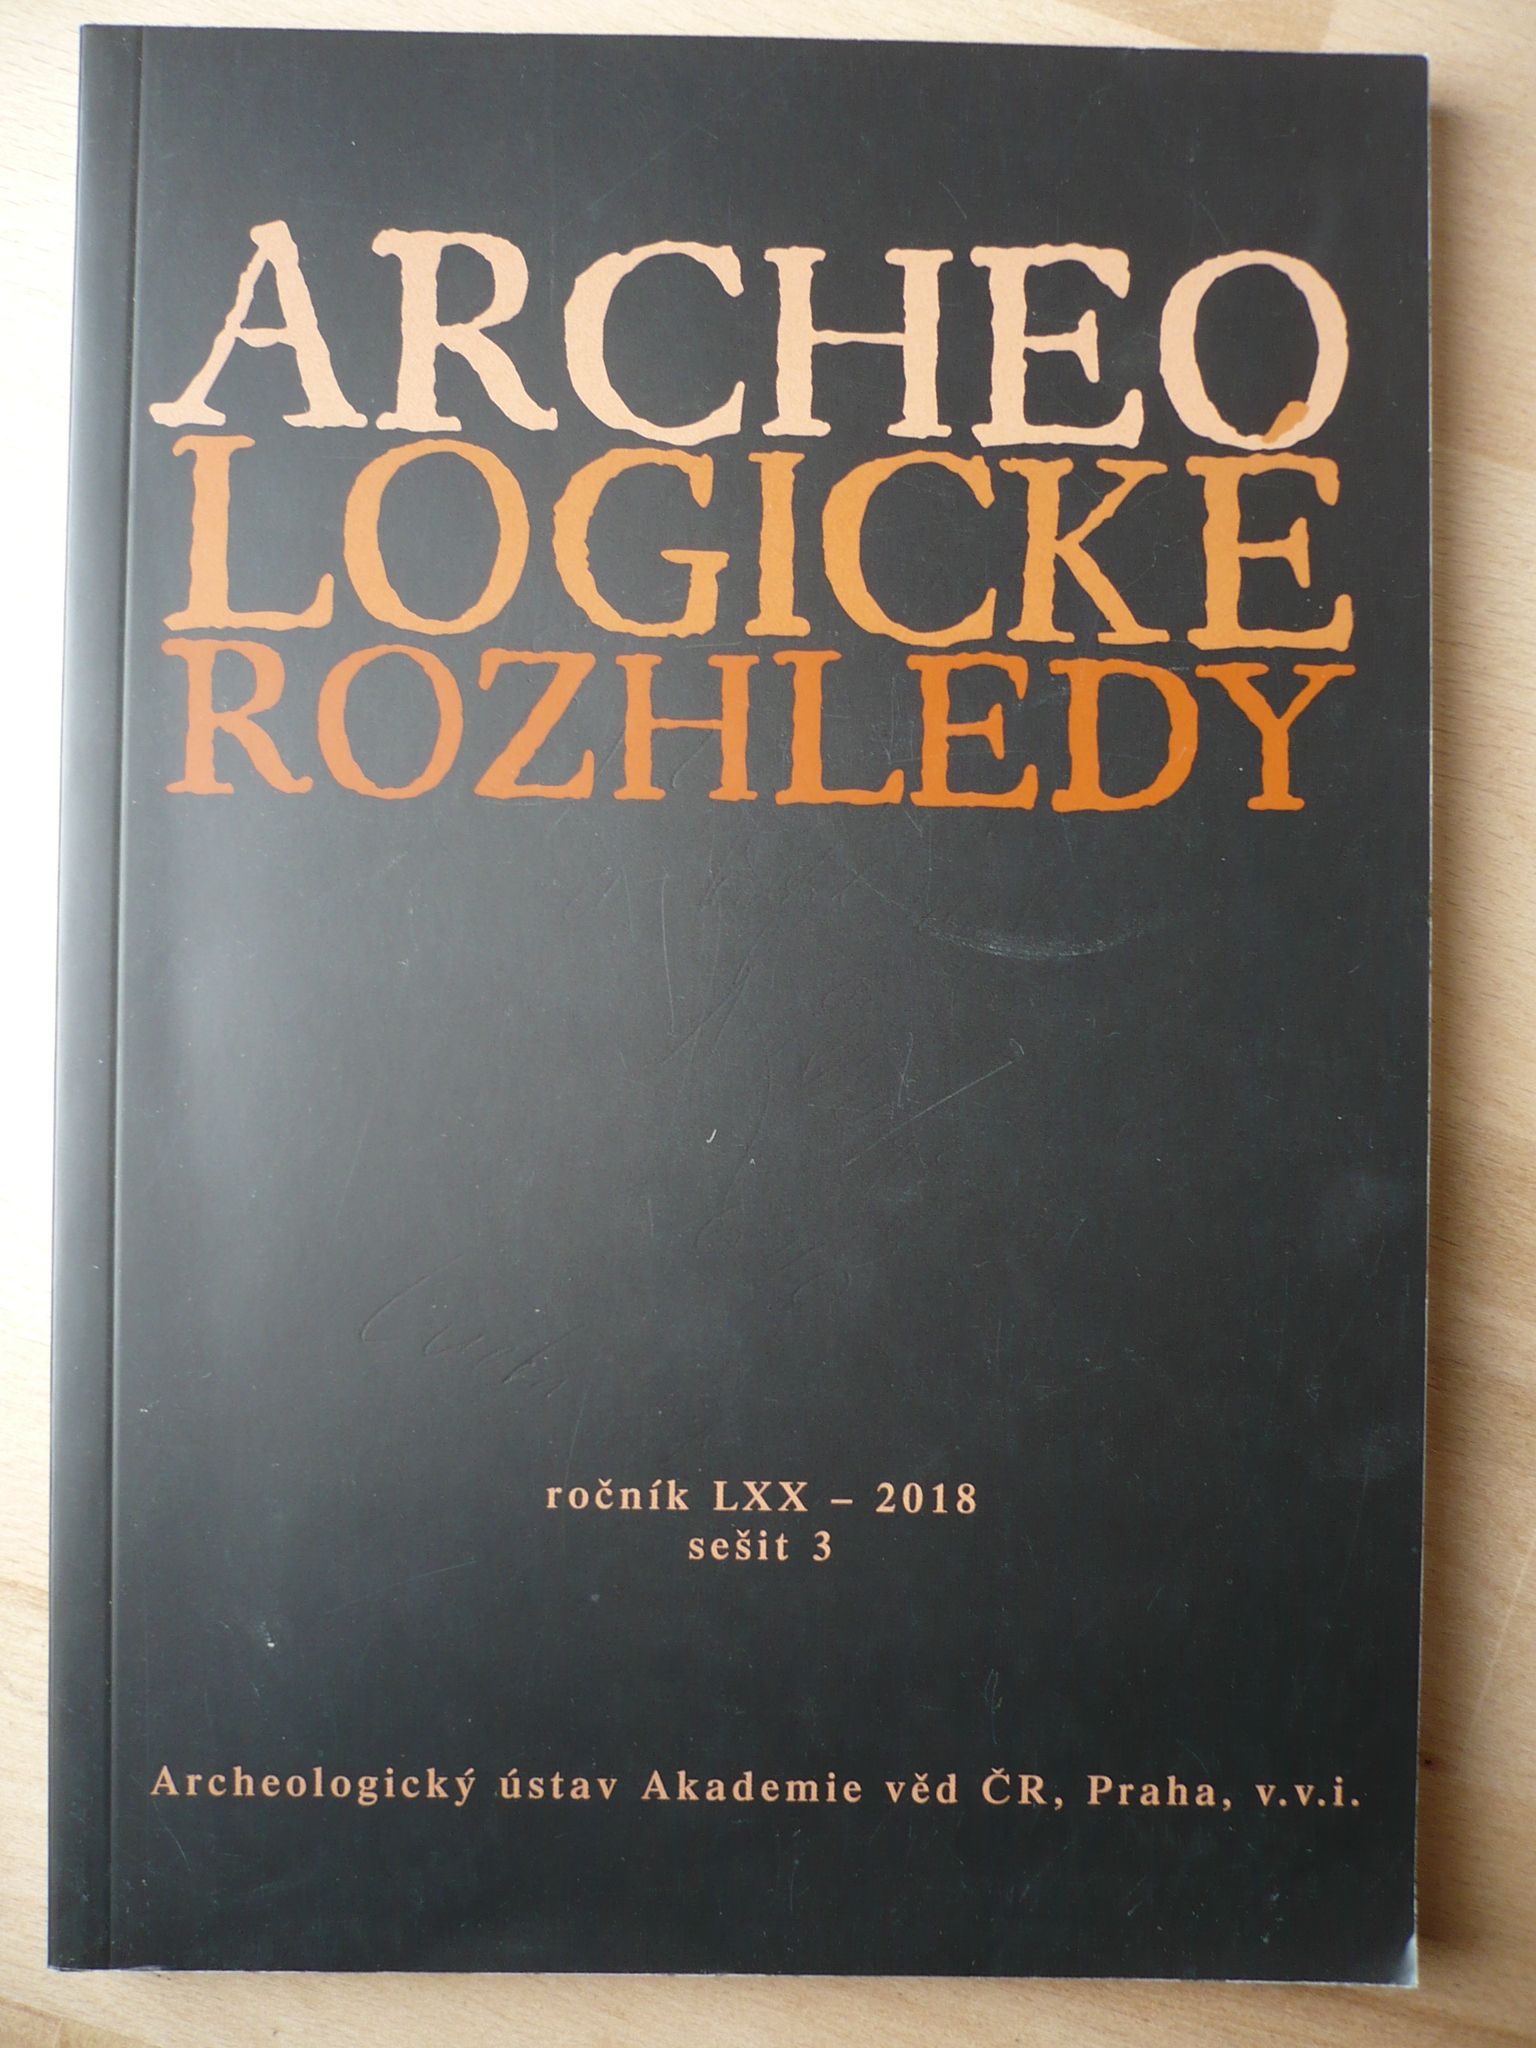 ARCHEO
LOGICKÉ
ROZHLEDY
ročník LXX – 2018
sešit 3
Archeologický ústav Akademie věd ČR, Praha, v.v.i.